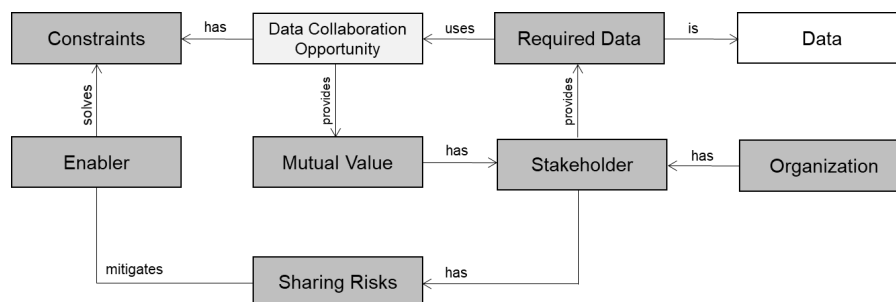 Constraints
has
Data Collaboration
Opportunity
uses
Required Data
is
Data
solves
provides
provides
Enabler
Mutual Value
has
Stakeholder
has
Organization
mitigates
Sharing Risks
has